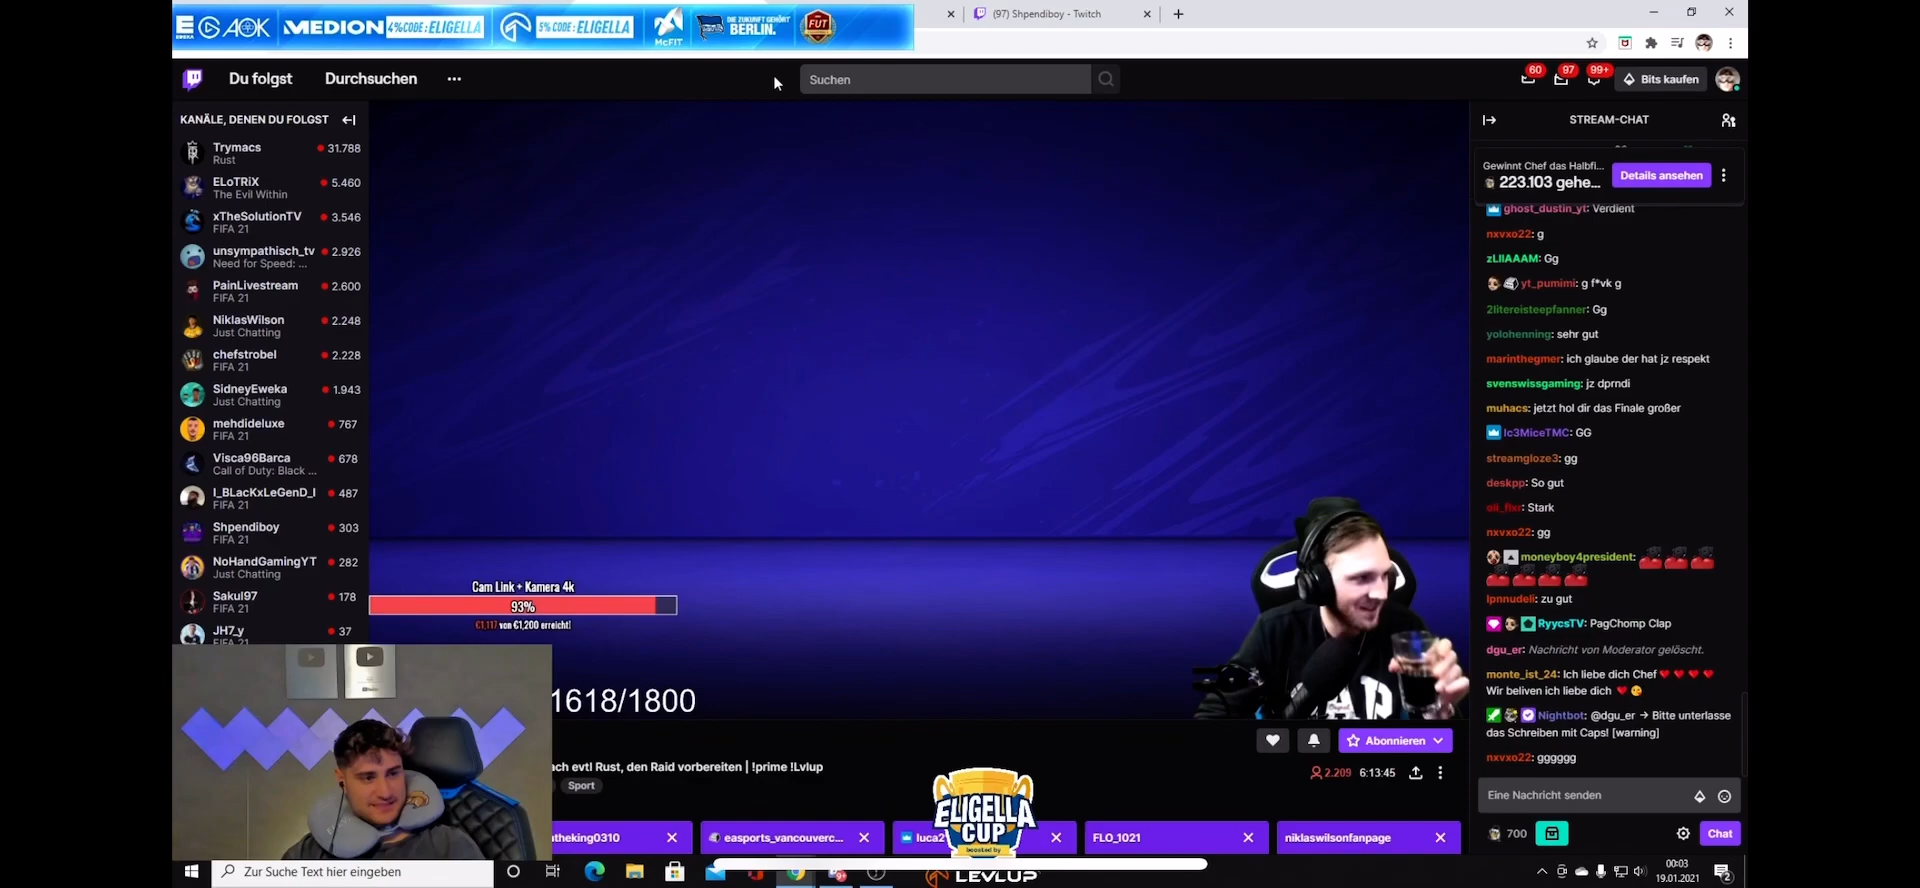 MEDION
4%CODE:ELIGELLA
5% CODE:ELIGELLA
McFIT
DIE ZUKUNFT GEHÖRT
BERLIN.
FUT
(97) Shpendiboy - Twitch
Du folgst
Durchsuchen
Suchen
60
97
99+
Bits kaufen
KANÄLE, DENEN DU FOLGST
Trymacs
31.788
Rust
ELoTRiX
5.460
The Evil Within
xTheSolutionTV
3.546
FIFA 21
unsympathisch_tv
2.926
Need for Speed: ...
PainLivestream
2.600
FIFA 21
NiklasWilson
2.248
Just Chatting
chefstrobel
2.228
FIFA 21
SidneyEweka
1.943
Just Chatting
mehdideluxe
767
FIFA 21
Visca96Barca
678
Call of Duty: Black ...
I_BLacKxLeGenD_I
487
FIFA 21
Shpendiboy
303
FIFA 21
NoHandGamingYT
282
Just Chatting
Sakul97
178
FIFA 21
JH7_y
37
FIFA 21
Cam Link + Kamera 4k
93%
€1,117 von €1,200 erreicht!
1618/1800
Abonnieren
ach evtl Rust, den Raid vorbereiten | !prime !Lvlup
2.209
6:13:45
Sport
atheking0310
easports_vancouverc...
luca2
FLO_1021
niklaswilsonfanpage
ELIGELLA
CUP
boosted by
LEVLUP
STREAM-CHAT
Gewinnt Chef das Halbfi...
223.103 gehe...
Details ansehen
ghost_dustin_yt: Verdient
nxvxo22: g
zLIIAAAM: Gg
yt_pumimi: g f*vk g
2litereisteepfanner: Gg
yolohenning: sehr gut
marinthegmer: ich glaube der hat jz respekt
svenswissgaming: jz dprndi
muhacs: jetzt hol dir das Finale großer
Ic3MiceTMC: GG
streamgloze3: gg
deskpp: So gut
oli_flxr: Stark
nxvxo22: gg
moneyboy4president:
lpnnudeli: zu gut
RyycsTV: PagChomp Clap
dgu_er: Nachricht von Moderator gelöscht.
monte_ist_24: Ich liebe dich Chef
Wir beliven ich liebe dich
Nightbot: @dgu_er → Bitte unterlasse
das Schreiben mit Caps! [warning]
nxvxo22: gggggg
Eine Nachricht senden
700
Chat
Zur Suche Text hier eingeben
00:03
19.01.2021
2